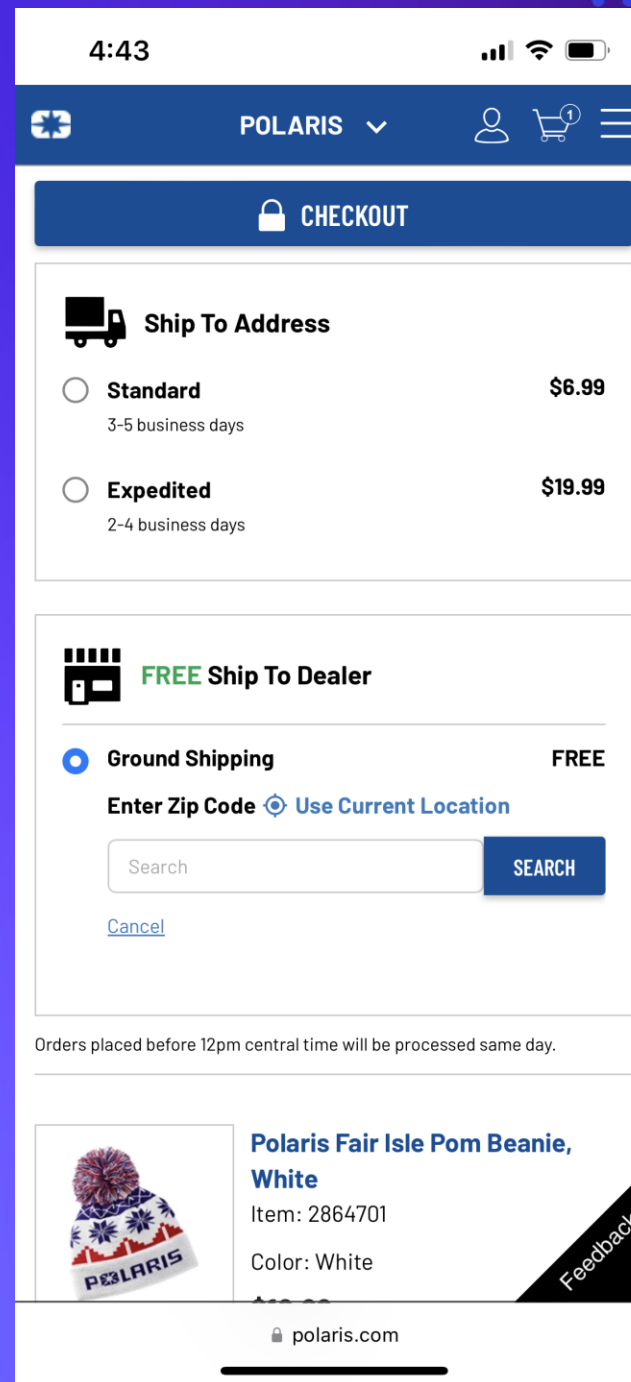 4:43
POLARIS
1
CHECKOUT
Ship To Address
Standard $6.99
3-5 business days
Expedited $19.99
2-4 business days
FREE Ship To Dealer
Ground Shipping FREE
Enter Zip Code Use Current Location
Search SEARCH
Cancel
Orders placed before 12pm central time will be processed same day.
Polaris Fair Isle Pom Beanie,
White
Item: 2864701
Color: White
POLARIS
Feedback
polaris.com